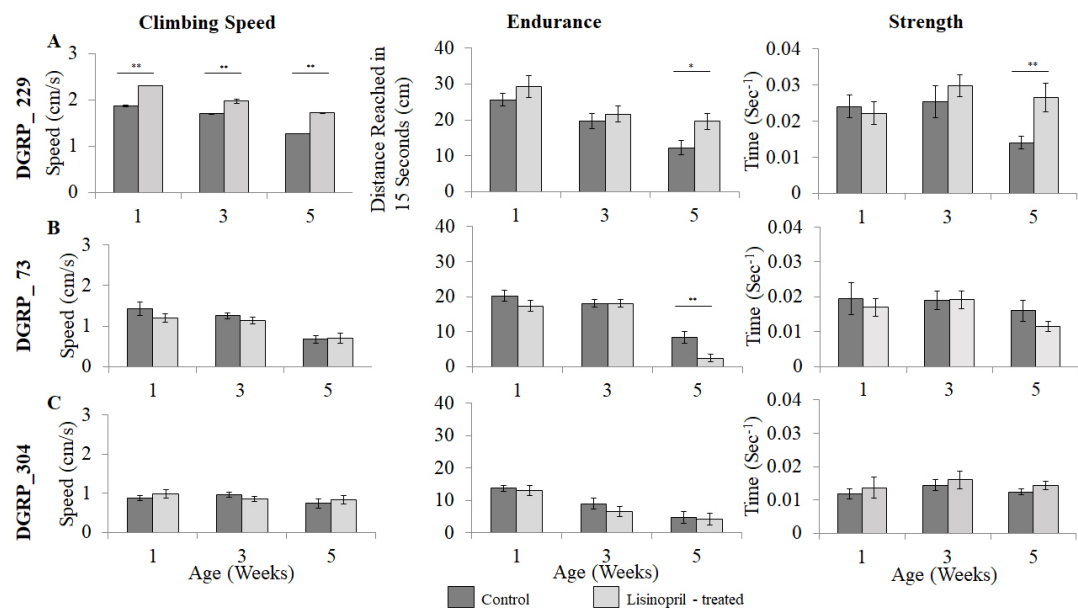 Climbing Speed Endurance Strength
A
DGRP_229
Speed (cm/s)
3
2
1
0
** ** **
1 3 5
Distance Reached in
15 Seconds (cm)
40
30
20
10
0
*
1 3 5
Time (Sec-1)
0.04
0.03
0.02
0.01
0
**
1 3 5
B
DGRP_73
Speed (cm/s)
3
2
1
0
1 3 5
40
30
20
10
0
**
1 3 5
Time (Sec-1)
0.04
0.03
0.02
0.01
0
1 3 5
C
DGRP_304
Speed (cm/s)
3
2
1
0
1 3 5
Age (Weeks)
40
30
20
10
0
1 3 5
Age (Weeks)
Time (Sec-1)
0.04
0.03
0.02
0.01
0
1 3 5
Age (Weeks)
Control Lisinopril - treated